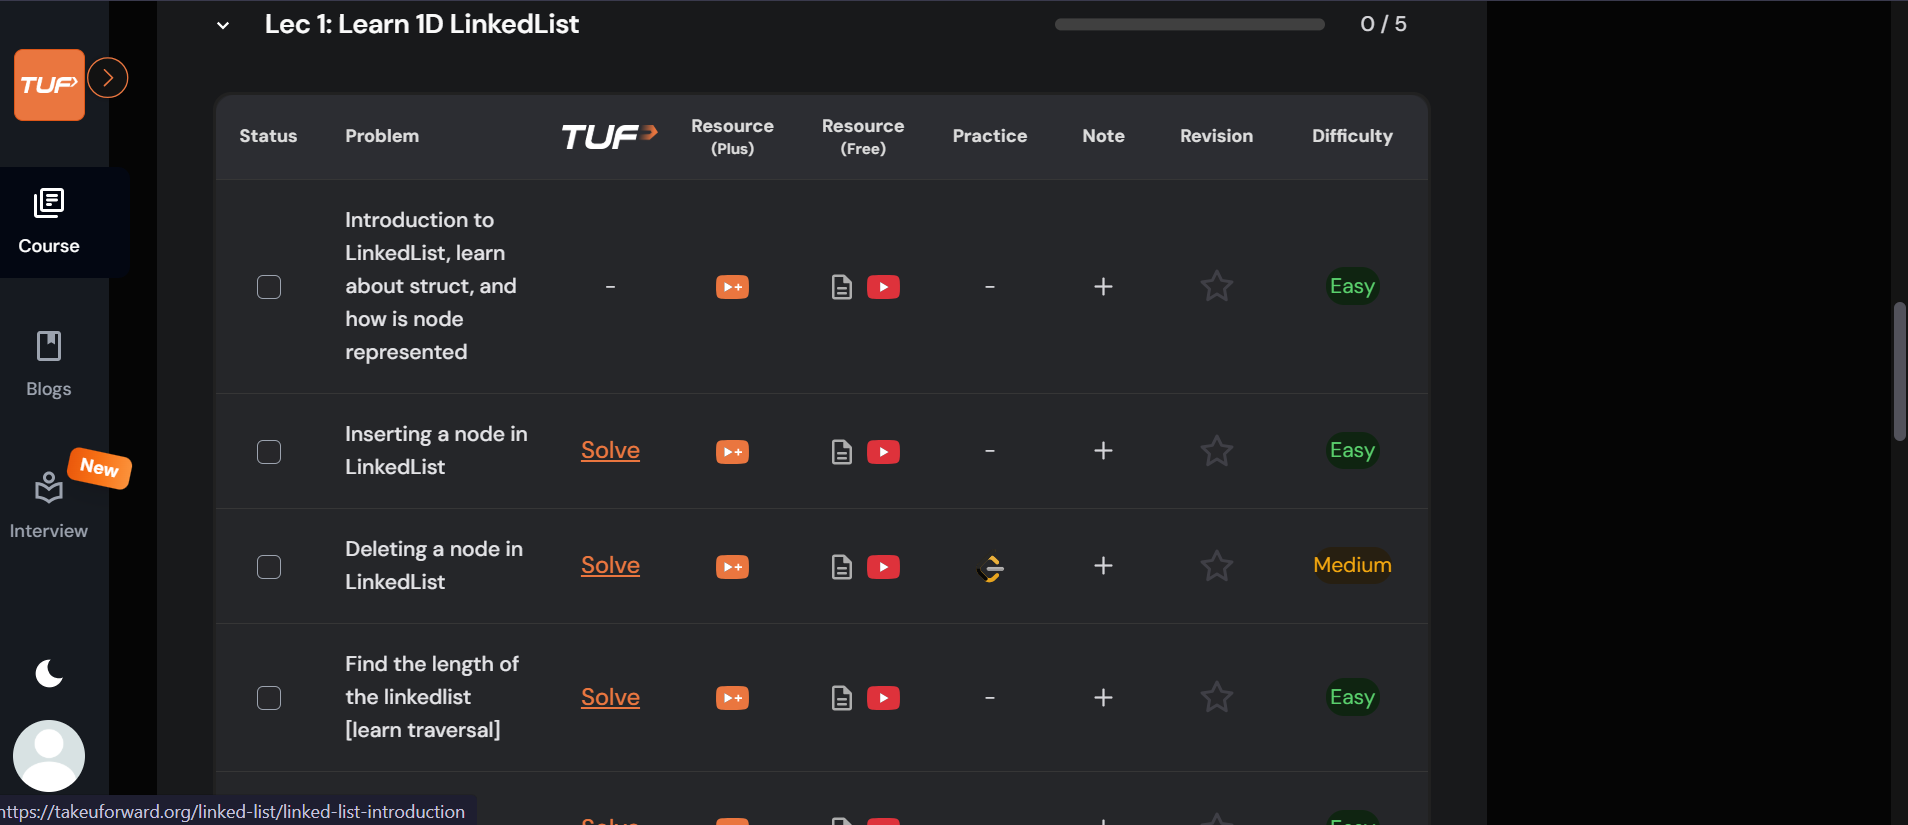 Lec 1: Learn 1D LinkedList
0 / 5
TUF
Status
Problem
TUF
Resource
(Plus)
Resource
(Free)
Practice
Note
Revision
Difficulty
Course
Introduction to
LinkedList, learn
about struct, and
how is node
represented
-
-
+
Easy
Blogs
Inserting a node in
LinkedList
Solve
-
+
Easy
New
Interview
Deleting a node in
LinkedList
Solve
+
Medium
Find the length of
the linkedlist
[learn traversal]
Solve
-
+
Easy
https://takeuforward.org/linked-list/linked-list-introduction
Solve
Easy